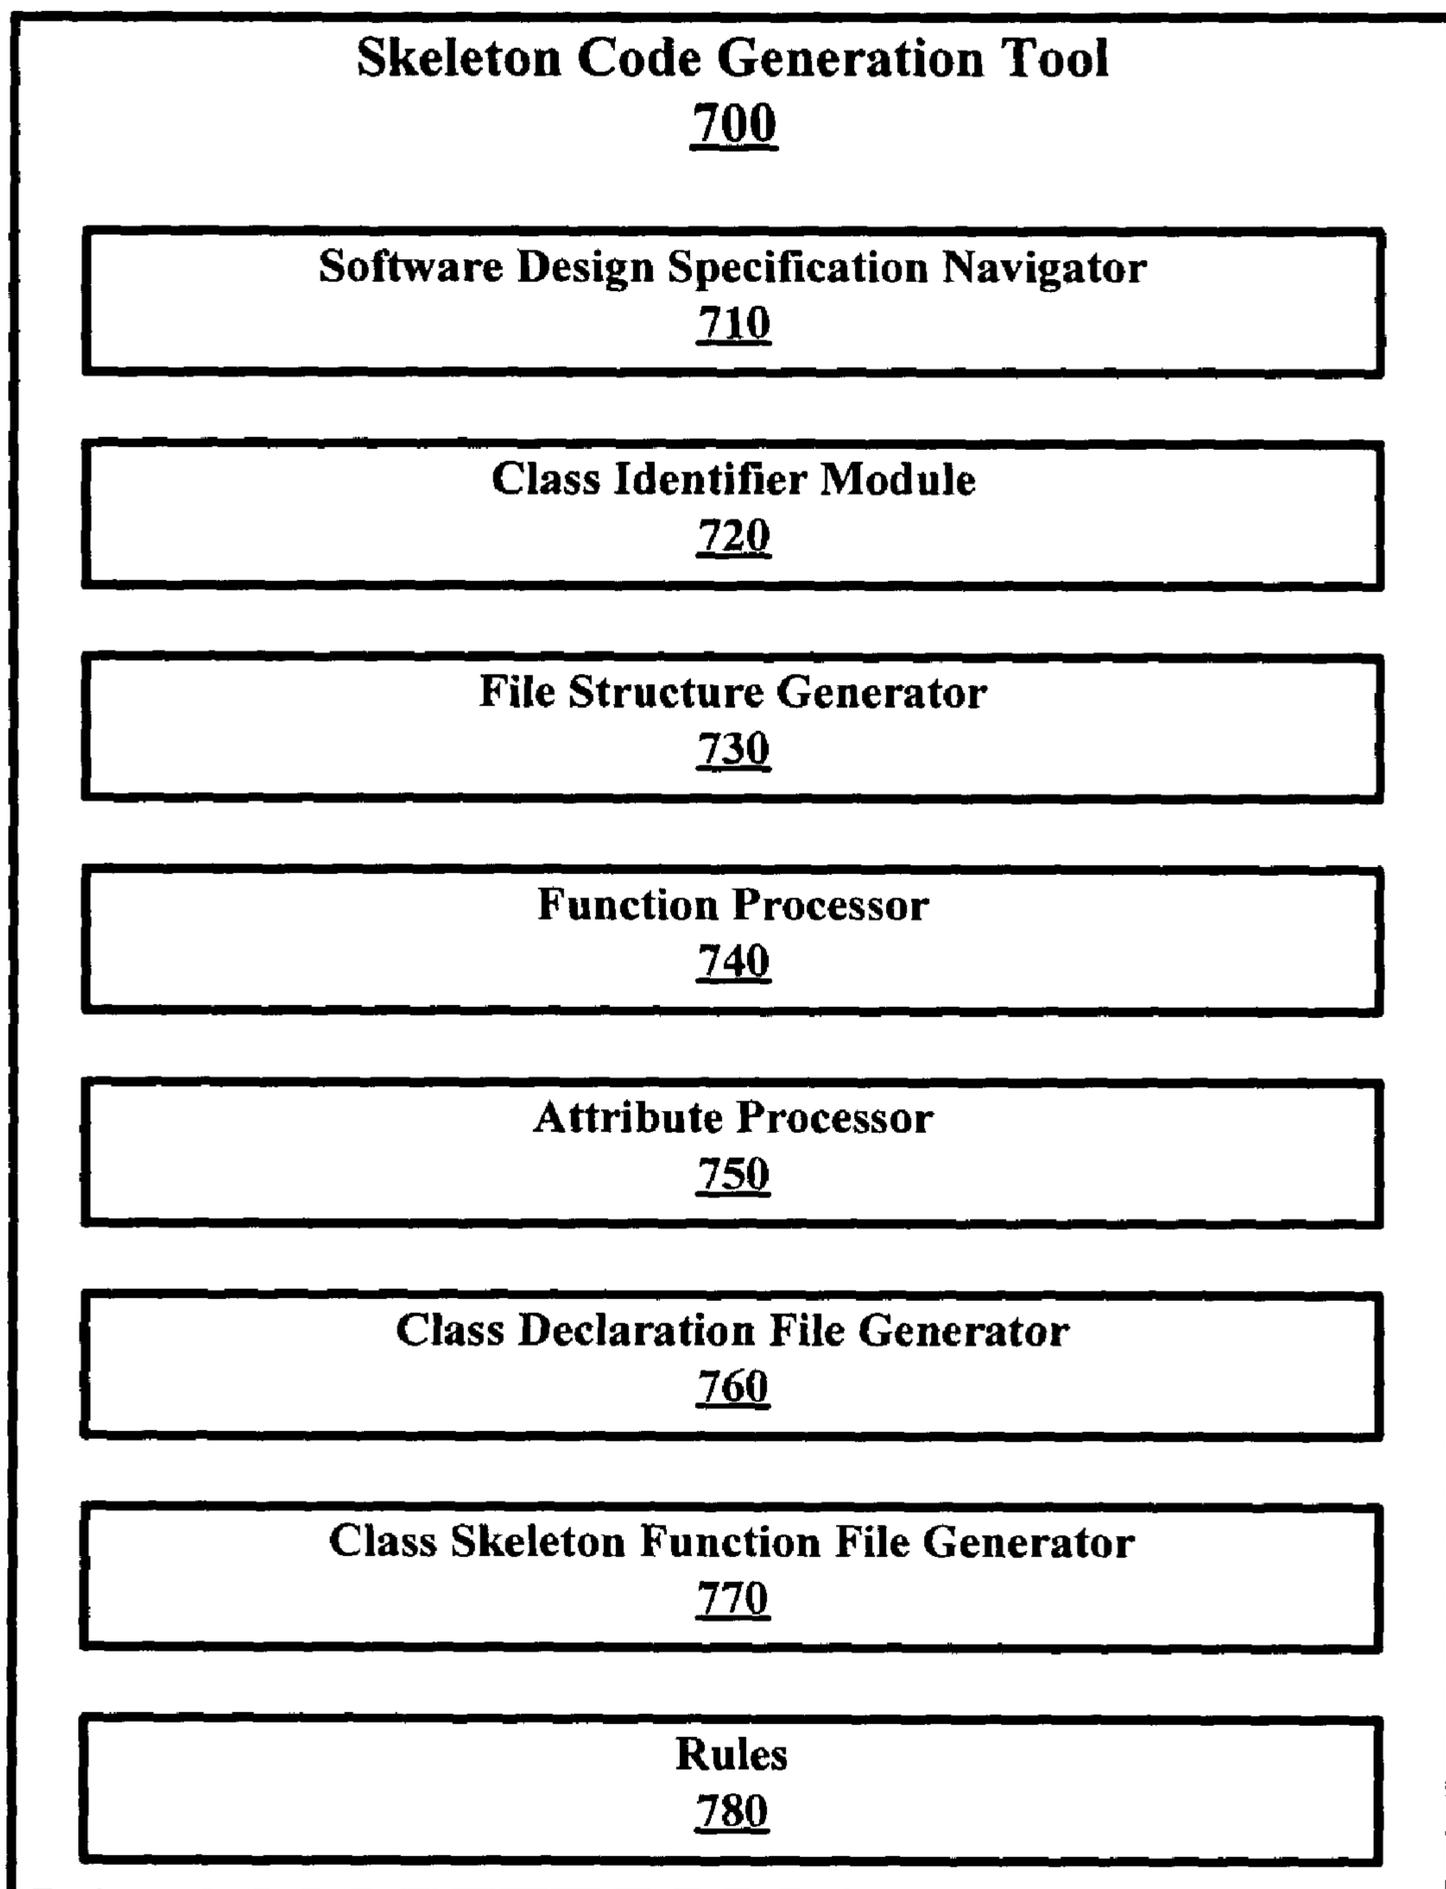 Skeleton Code Generation Tool
700
Software Design Specification Navigator
710
Class Identifier Module
720
File Structure Generator
730
Function Processor
740
Attribute Processor
750
Class Declaration File Generator
760
Class Skeleton Function File Generator
770
Rules
780